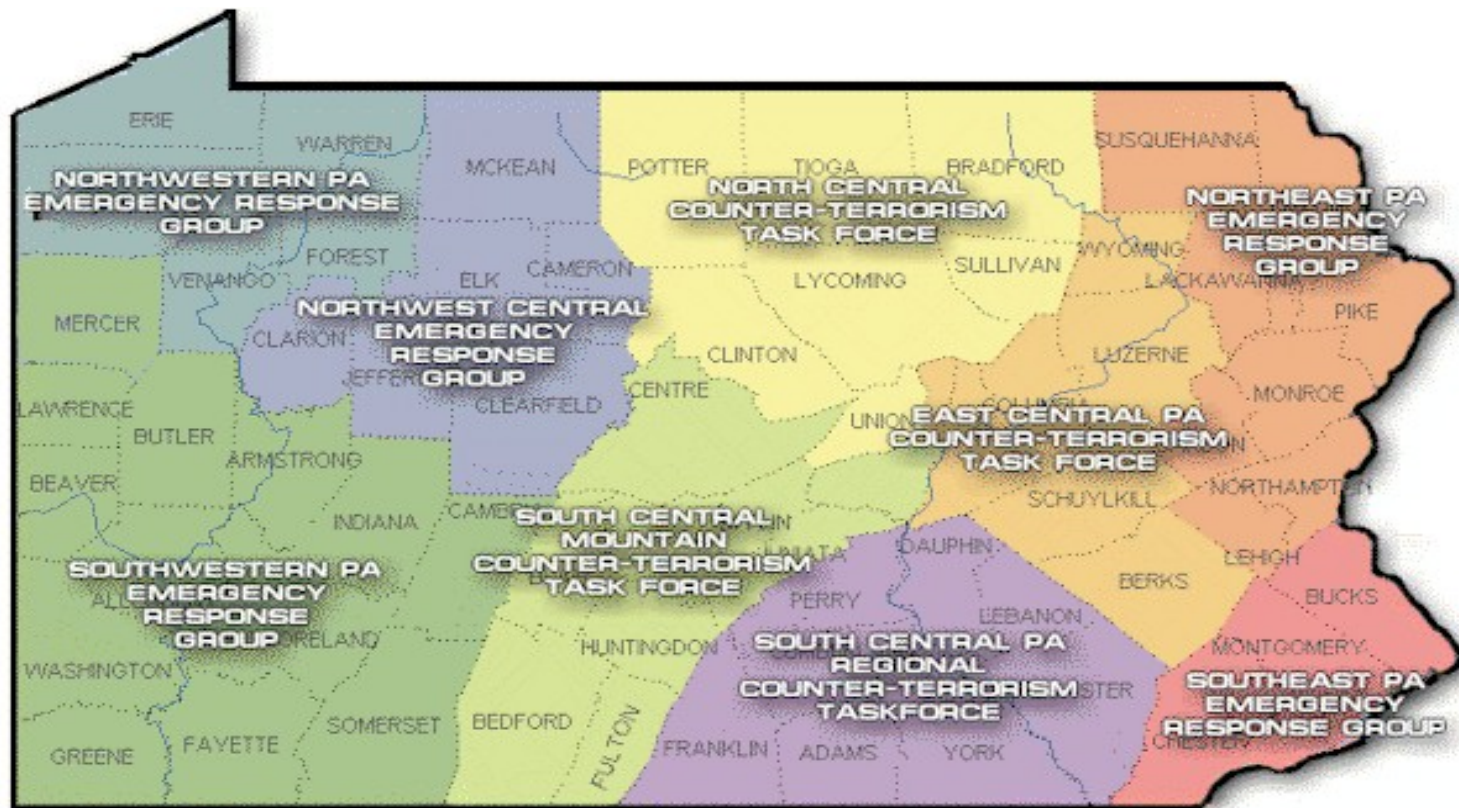 ERIE
WARREN
MCKEAN
POTTER
TIOGA
BRADFORD
SUSQUEHANNA
NORTHWESTERN PA
EMERGENCY RESPONSE
GROUP
NORTH CENTRAL
COUNTER-TERRORISM
TASK FORCE
NORTHEAST PA
EMERGENCY
RESPONSE
GROUP
FOREST
VENANGO
ELK
CAMERON
LYCOMING
SULLIVAN
WYOMING
LACKAWANNA
PIKE
MERCER
CLARION
NORTHWEST CENTRAL
EMERGENCY
RESPONSE
GROUP
CLINTON
LUZERNE
MONROE
CENTRE
CLEARFIELD
LAWRENCE
BUTLER
UNION
EAST CENTRAL PA
COUNTER-TERRORISM
TASK FORCE
ARMSTRONG
BEAVER
SCHUYLKILL
NORTHAMPTON
INDIANA
SOUTH CENTRAL
MOUNTAIN
COUNTER-TERRORISM
TASK FORCE
DAUPHIN
LEHIGH
BERKS
BUCKS
SOUTHWESTERN PA
EMERGENCY
RESPONSE
GROUP
PERRY
LEBANON
HUNTINGDON
MONTGOMERY
SOUTH CENTRAL PA
REGIONAL
COUNTER-TERRORISM
TASKFORCE
SOUTHEAST PA
EMERGENCY
RESPONSE GROUP
WASHINGTON
SOMERSET
BEDFORD
FULTON
GREENE
FAYETTE
FRANKLIN
ADAMS
YORK
CHESTER